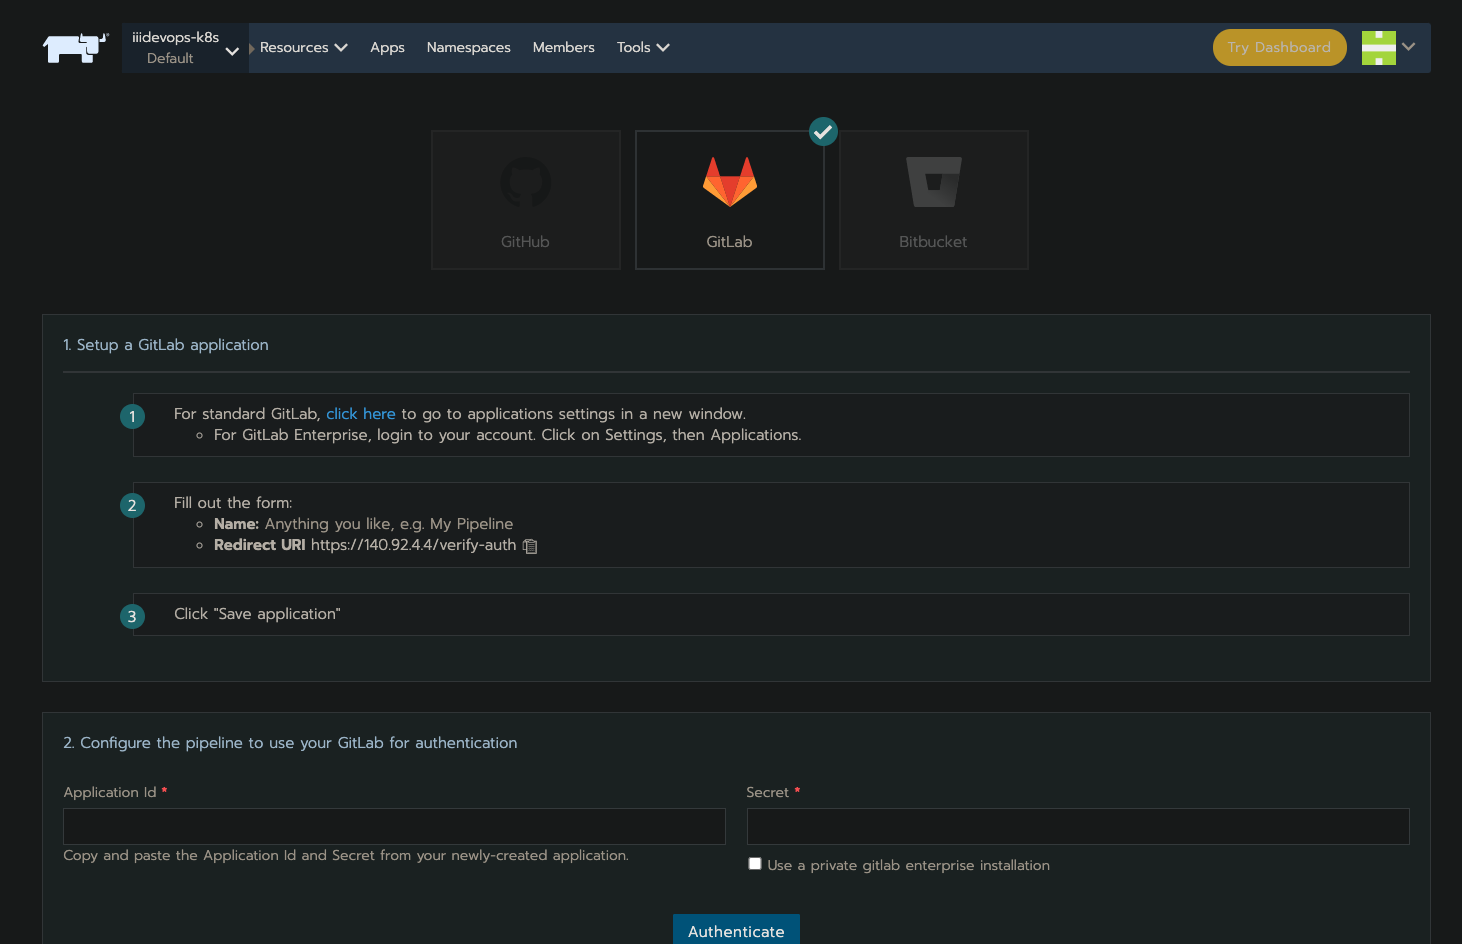 iiidevops-k8s
Default
Resources Apps Namespaces Members Tools Try Dashboard
GitHub GitLab Bitbucket
1. Setup a GitLab application
1 For standard GitLab, click here to go to applications settings in a new window.
For GitLab Enterprise, login to your account. Click on Settings, then Applications.
2 Fill out the form:
Name: Anything you like, e.g. My Pipeline
Redirect URI https://140.92.4.4/verify-auth
3 Click "Save application"
2. Configure the pipeline to use your GitLab for authentication
Application Id * Secret *
Copy and paste the Application Id and Secret from your newly-created application.
Use a private gitlab enterprise installation
Authenticate